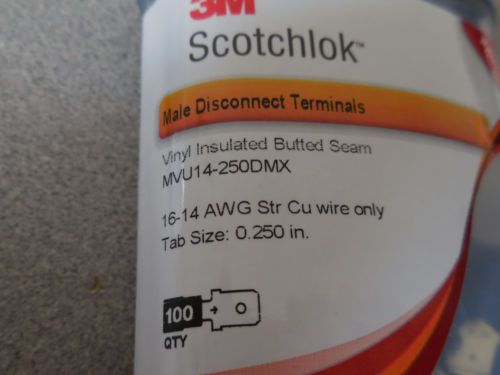 3M
Scotchlok™
Male Disconnect Terminals
Vinyl Insulated Butted Seam
MVU14-250DMX
16-14 AWG Str Cu wire only
Tab Size: 0.250 in.
100
QTY